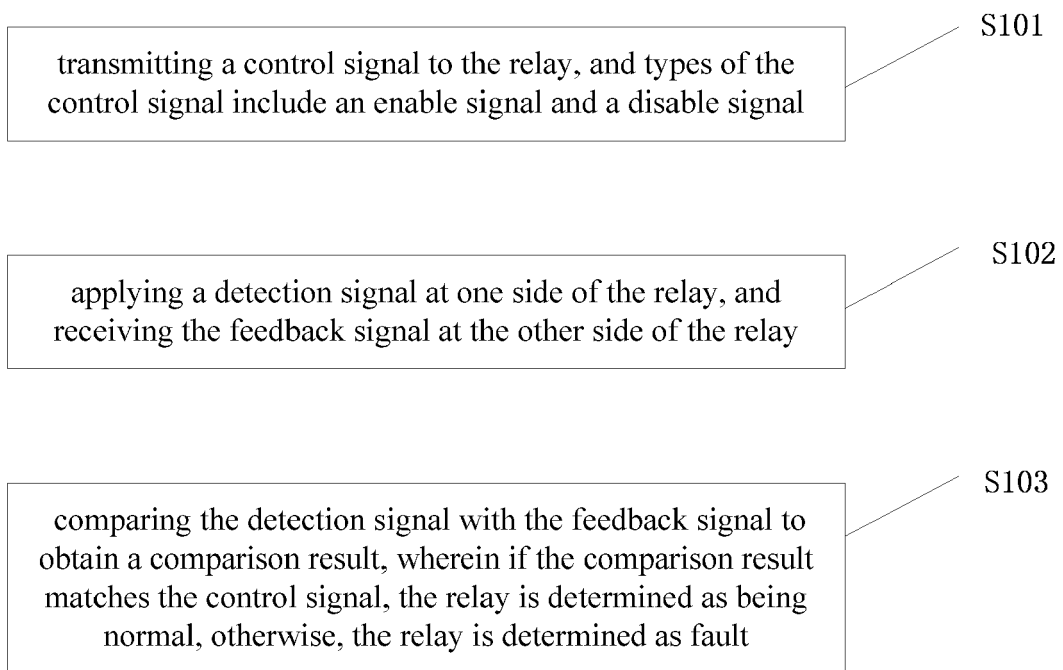 S101
transmitting a control signal to the relay, and types of the
control signal include an enable signal and a disable signal
S102
applying a detection signal at one side of the relay, and
receiving the feedback signal at the other side of the relay
S103
comparing the detection signal with the feedback signal to
obtain a comparison result, wherein if the comparison result
matches the control signal, the relay is determined as being
normal, otherwise, the relay is determined as fault